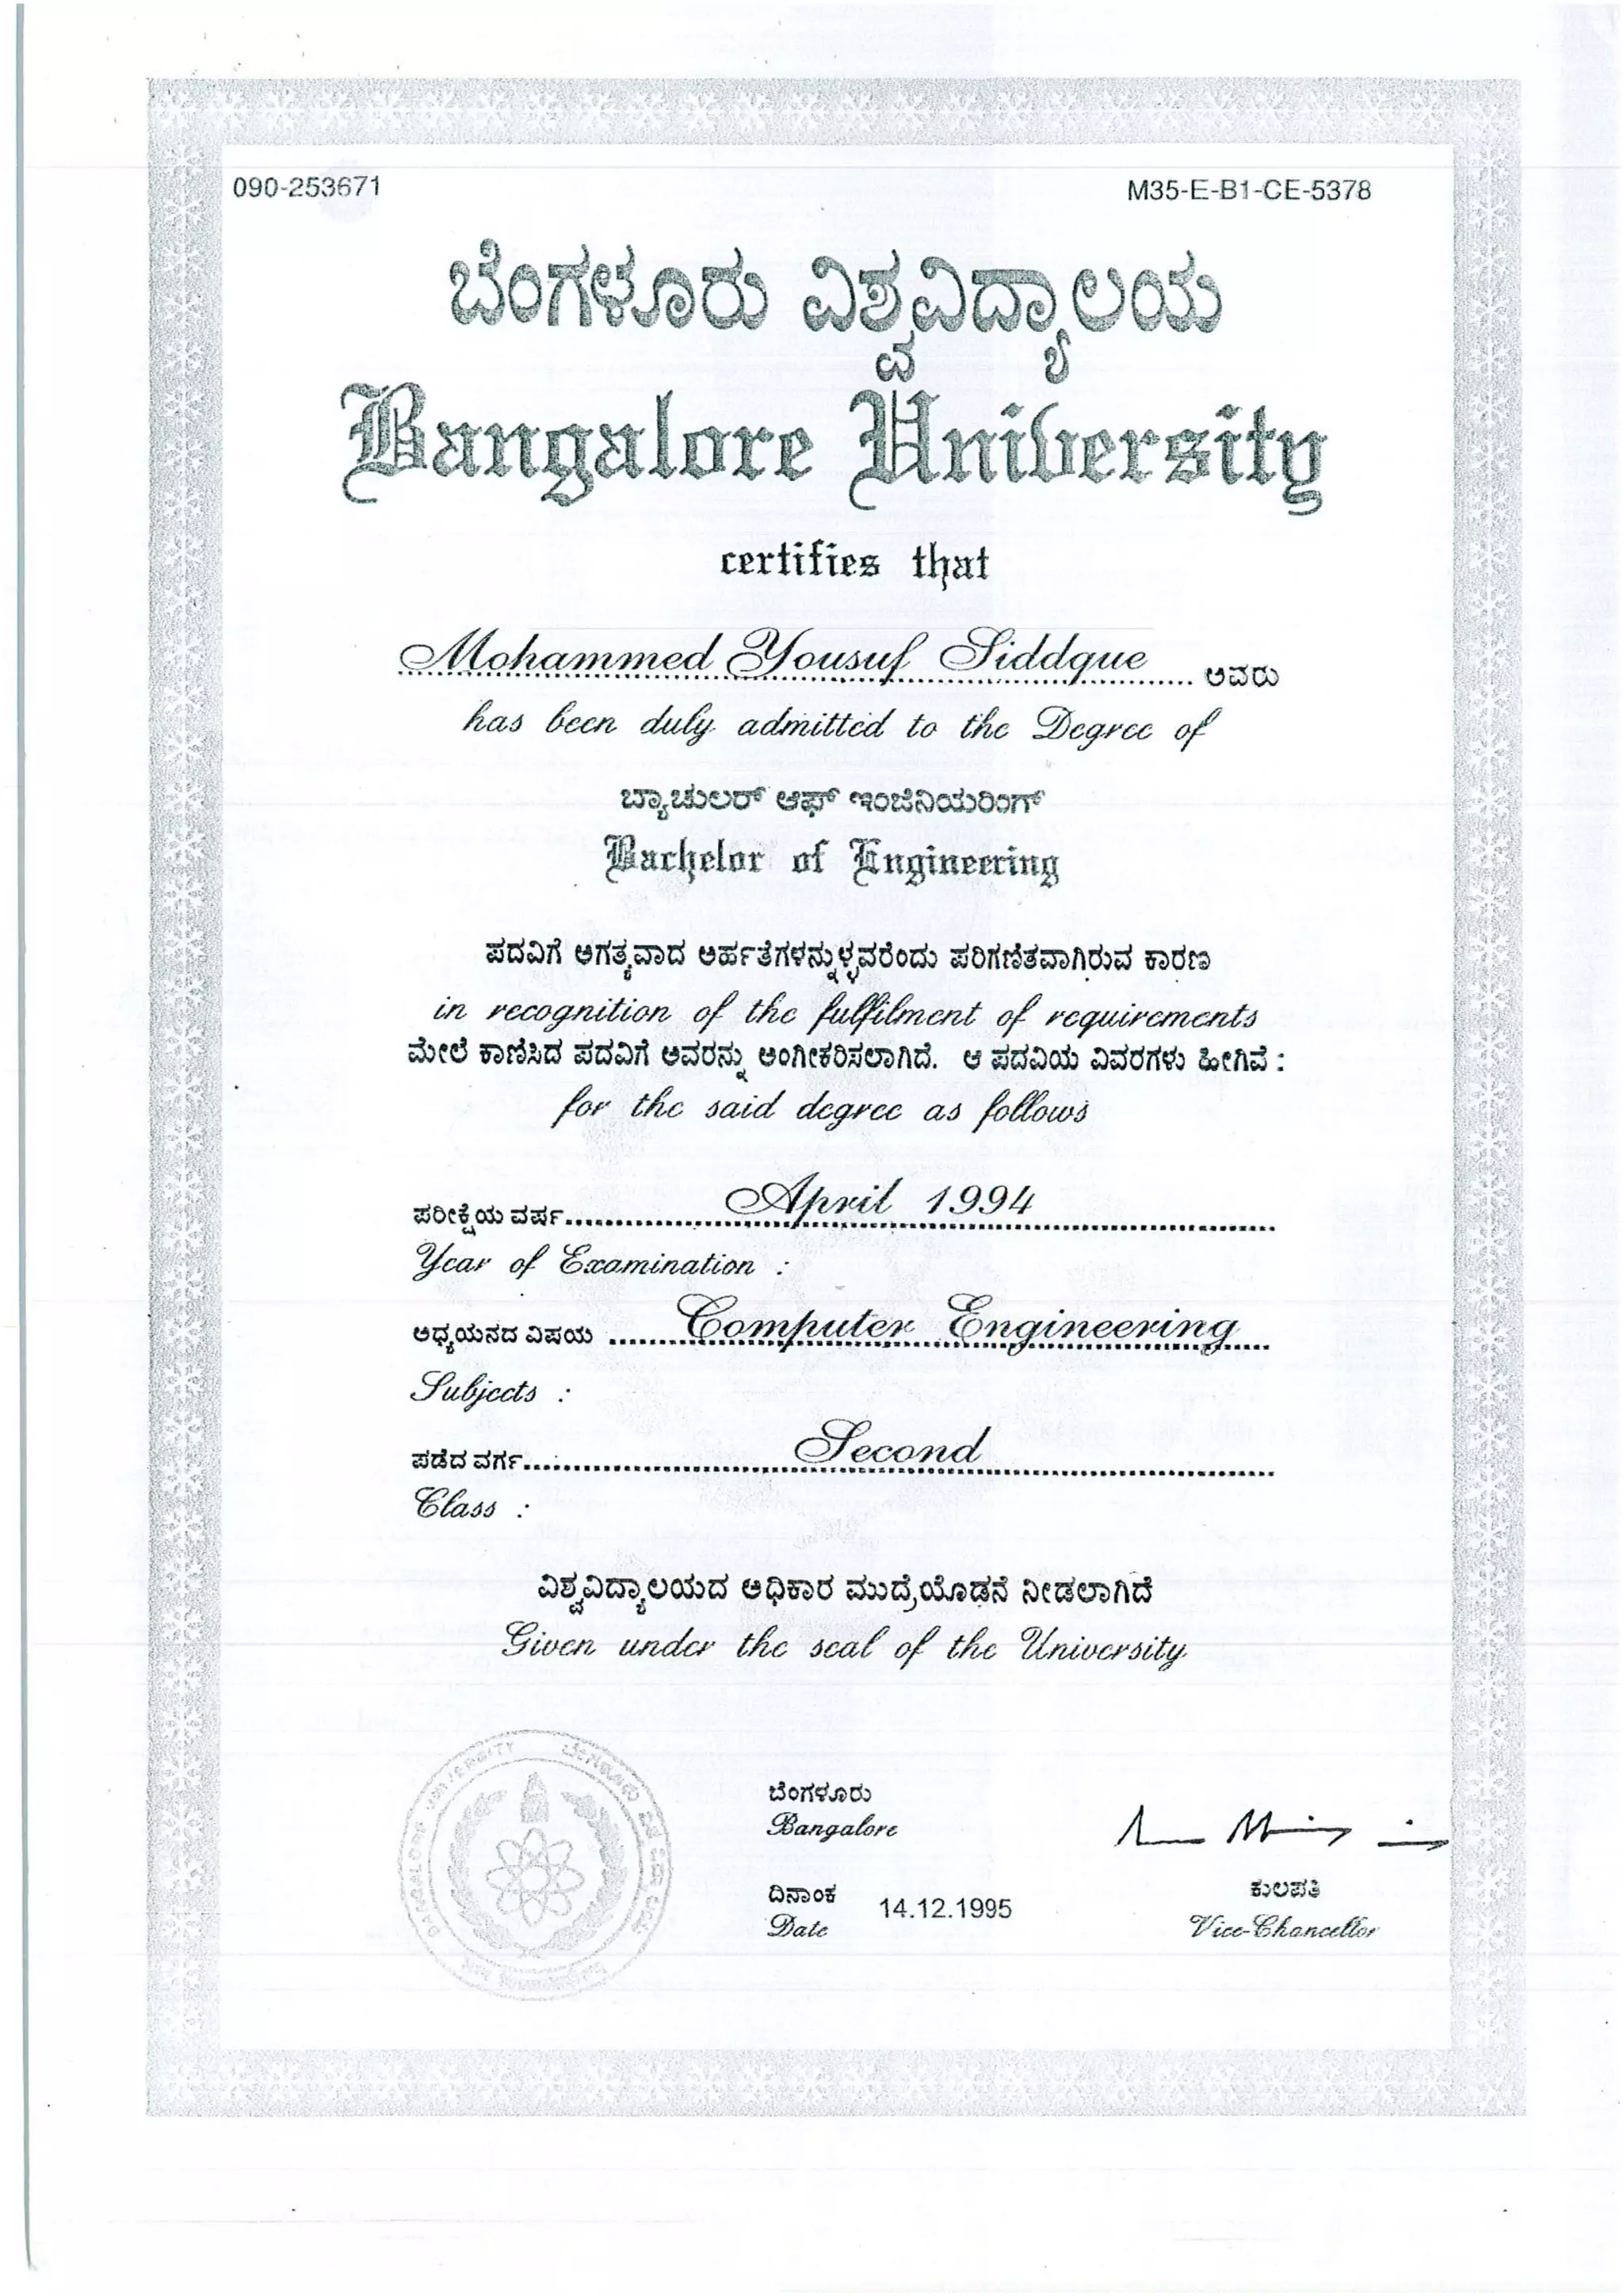 090-253671
M35-E-B1-CE-5378
ಬೆಂಗಳೂರು ವಿಶ್ವವಿದ್ಯಾಲಯ
Bangalore University
certifies that
Mohammed Yousuf Siddque ಅವರು
has been duly admitted to the Degree of
ಬ್ಯಾಚುಲರ್ ಆಫ್ ಇಂಜಿನಿಯರಿಂಗ್
Bachelor of Engineering
ಪದವಿಗೆ ಅಗತ್ಯವಾದ ಅರ್ಹತೆಗಳನ್ನುಳ್ಳವರೆಂದು ಪರಿಗಣಿತವಾಗಿರುವ ಕಾರಣ
in recognition of the fulfilment of requirements
ಮೇಲೆ ಕಾಣಿಸಿದ ಪದವಿಗೆ ಅವರನ್ನು ಅಂಗೀಕರಿಸಲಾಗಿದೆ. ಆ ಪದವಿಯ ವಿವರಗಳು ಹೀಗಿವೆ :
for the said degree as follows
ಪರೀಕ್ಷೆಯ ವರ್ಷ April 1994
Year of Examination :
ಅಧ್ಯಯನದ ವಿಷಯ Computer Engineering
Subjects :
ಪಡೆದ ವರ್ಗ Second
Class :
ವಿಶ್ವವಿದ್ಯಾಲಯದ ಅಧಿಕಾರ ಮುದ್ರೆಯೊಡನೆ ನೀಡಲಾಗಿದೆ
Given under the seal of the University
BANGALORE UNIVERSITY
ಬೆಂಗಳೂರು
Bangalore
ದಿನಾಂಕ 14.12.1995
Date
ಕುಲಪತಿ
Vice-Chancellor